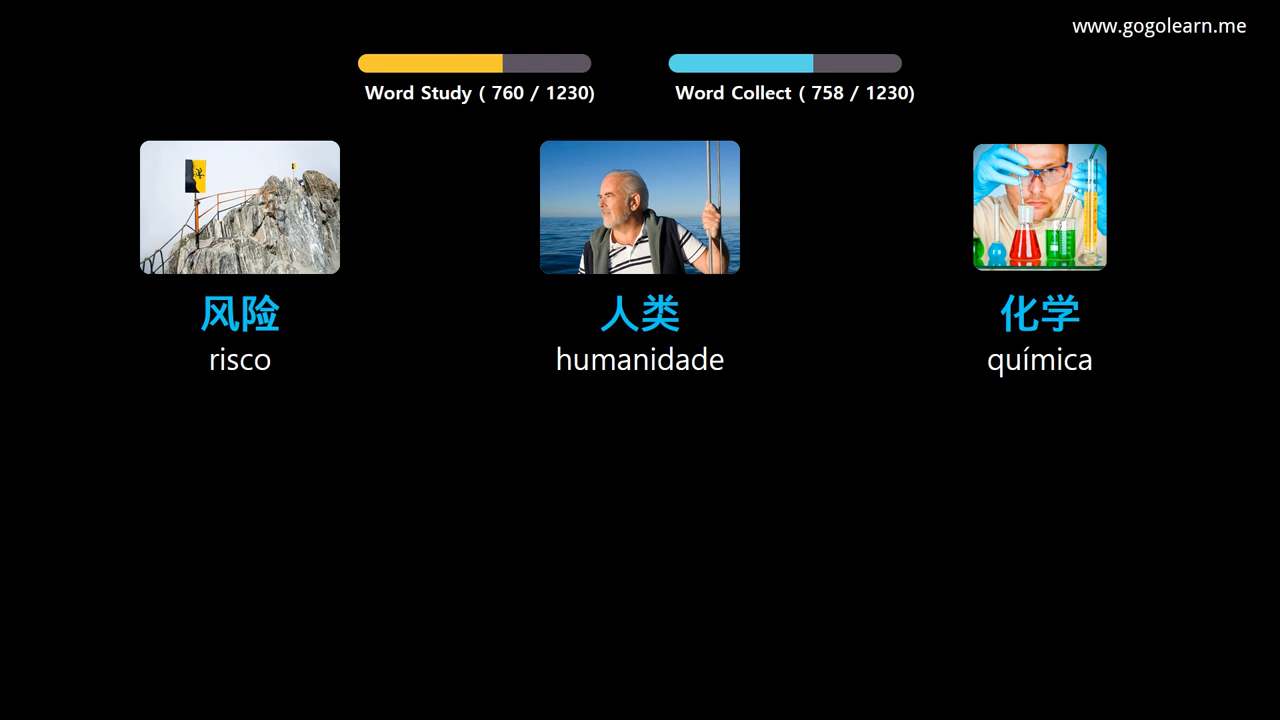 www.gogolearn.me
Word Study ( 760 / 1230)
Word Collect ( 758 / 1230)
风险
risco
人类
humanidade
化学
química